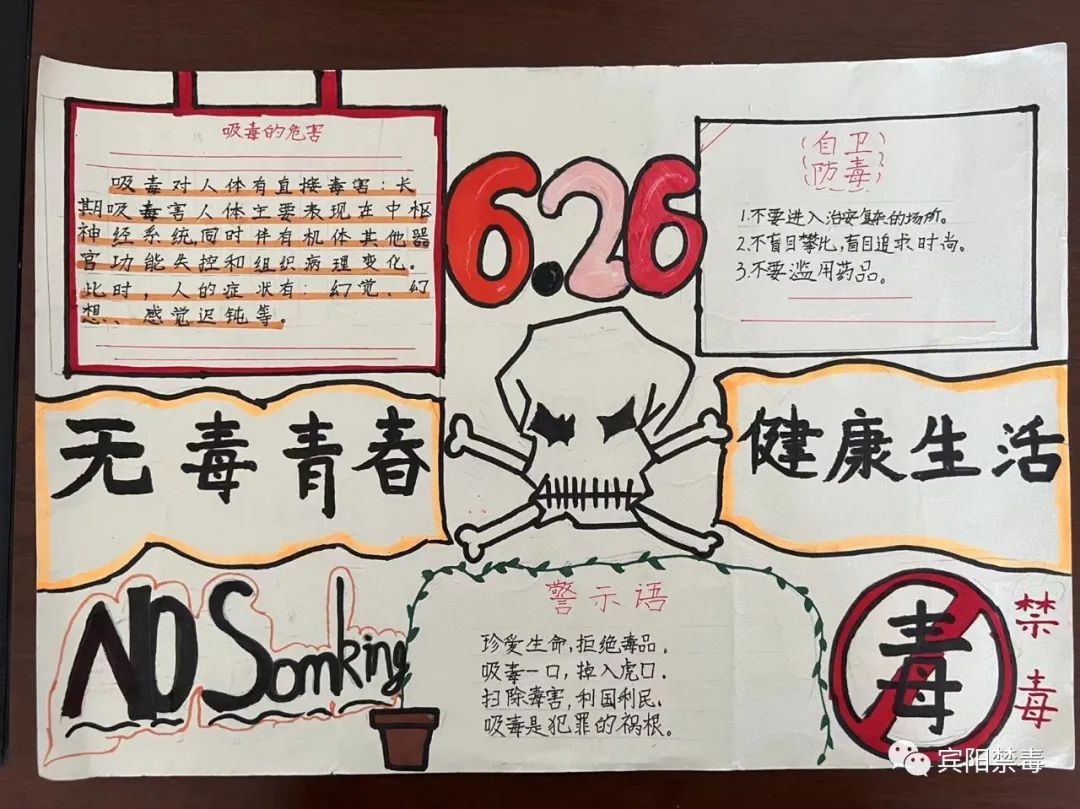 吸毒的危害
吸毒对人体有直接毒害:长
期吸毒害人体主要表现在中枢
神经系统,同时伴有机体其他器
官功能失控和组织病理变化。
此时,人的症状有:幻觉、幻
想、感觉迟钝等。
6.26
自卫
防毒
1.不要进入治安复杂的场所。
2.不盲目攀比,盲目追求时尚。
3.不要滥用药品。
无毒青春
健康生活
NO Somking
警示语
珍爱生命,拒绝毒品。
吸毒一口,掉入虎口。
扫除毒害,利国利民。
吸毒是犯罪的祸根。
毒
禁毒
宾阳禁毒